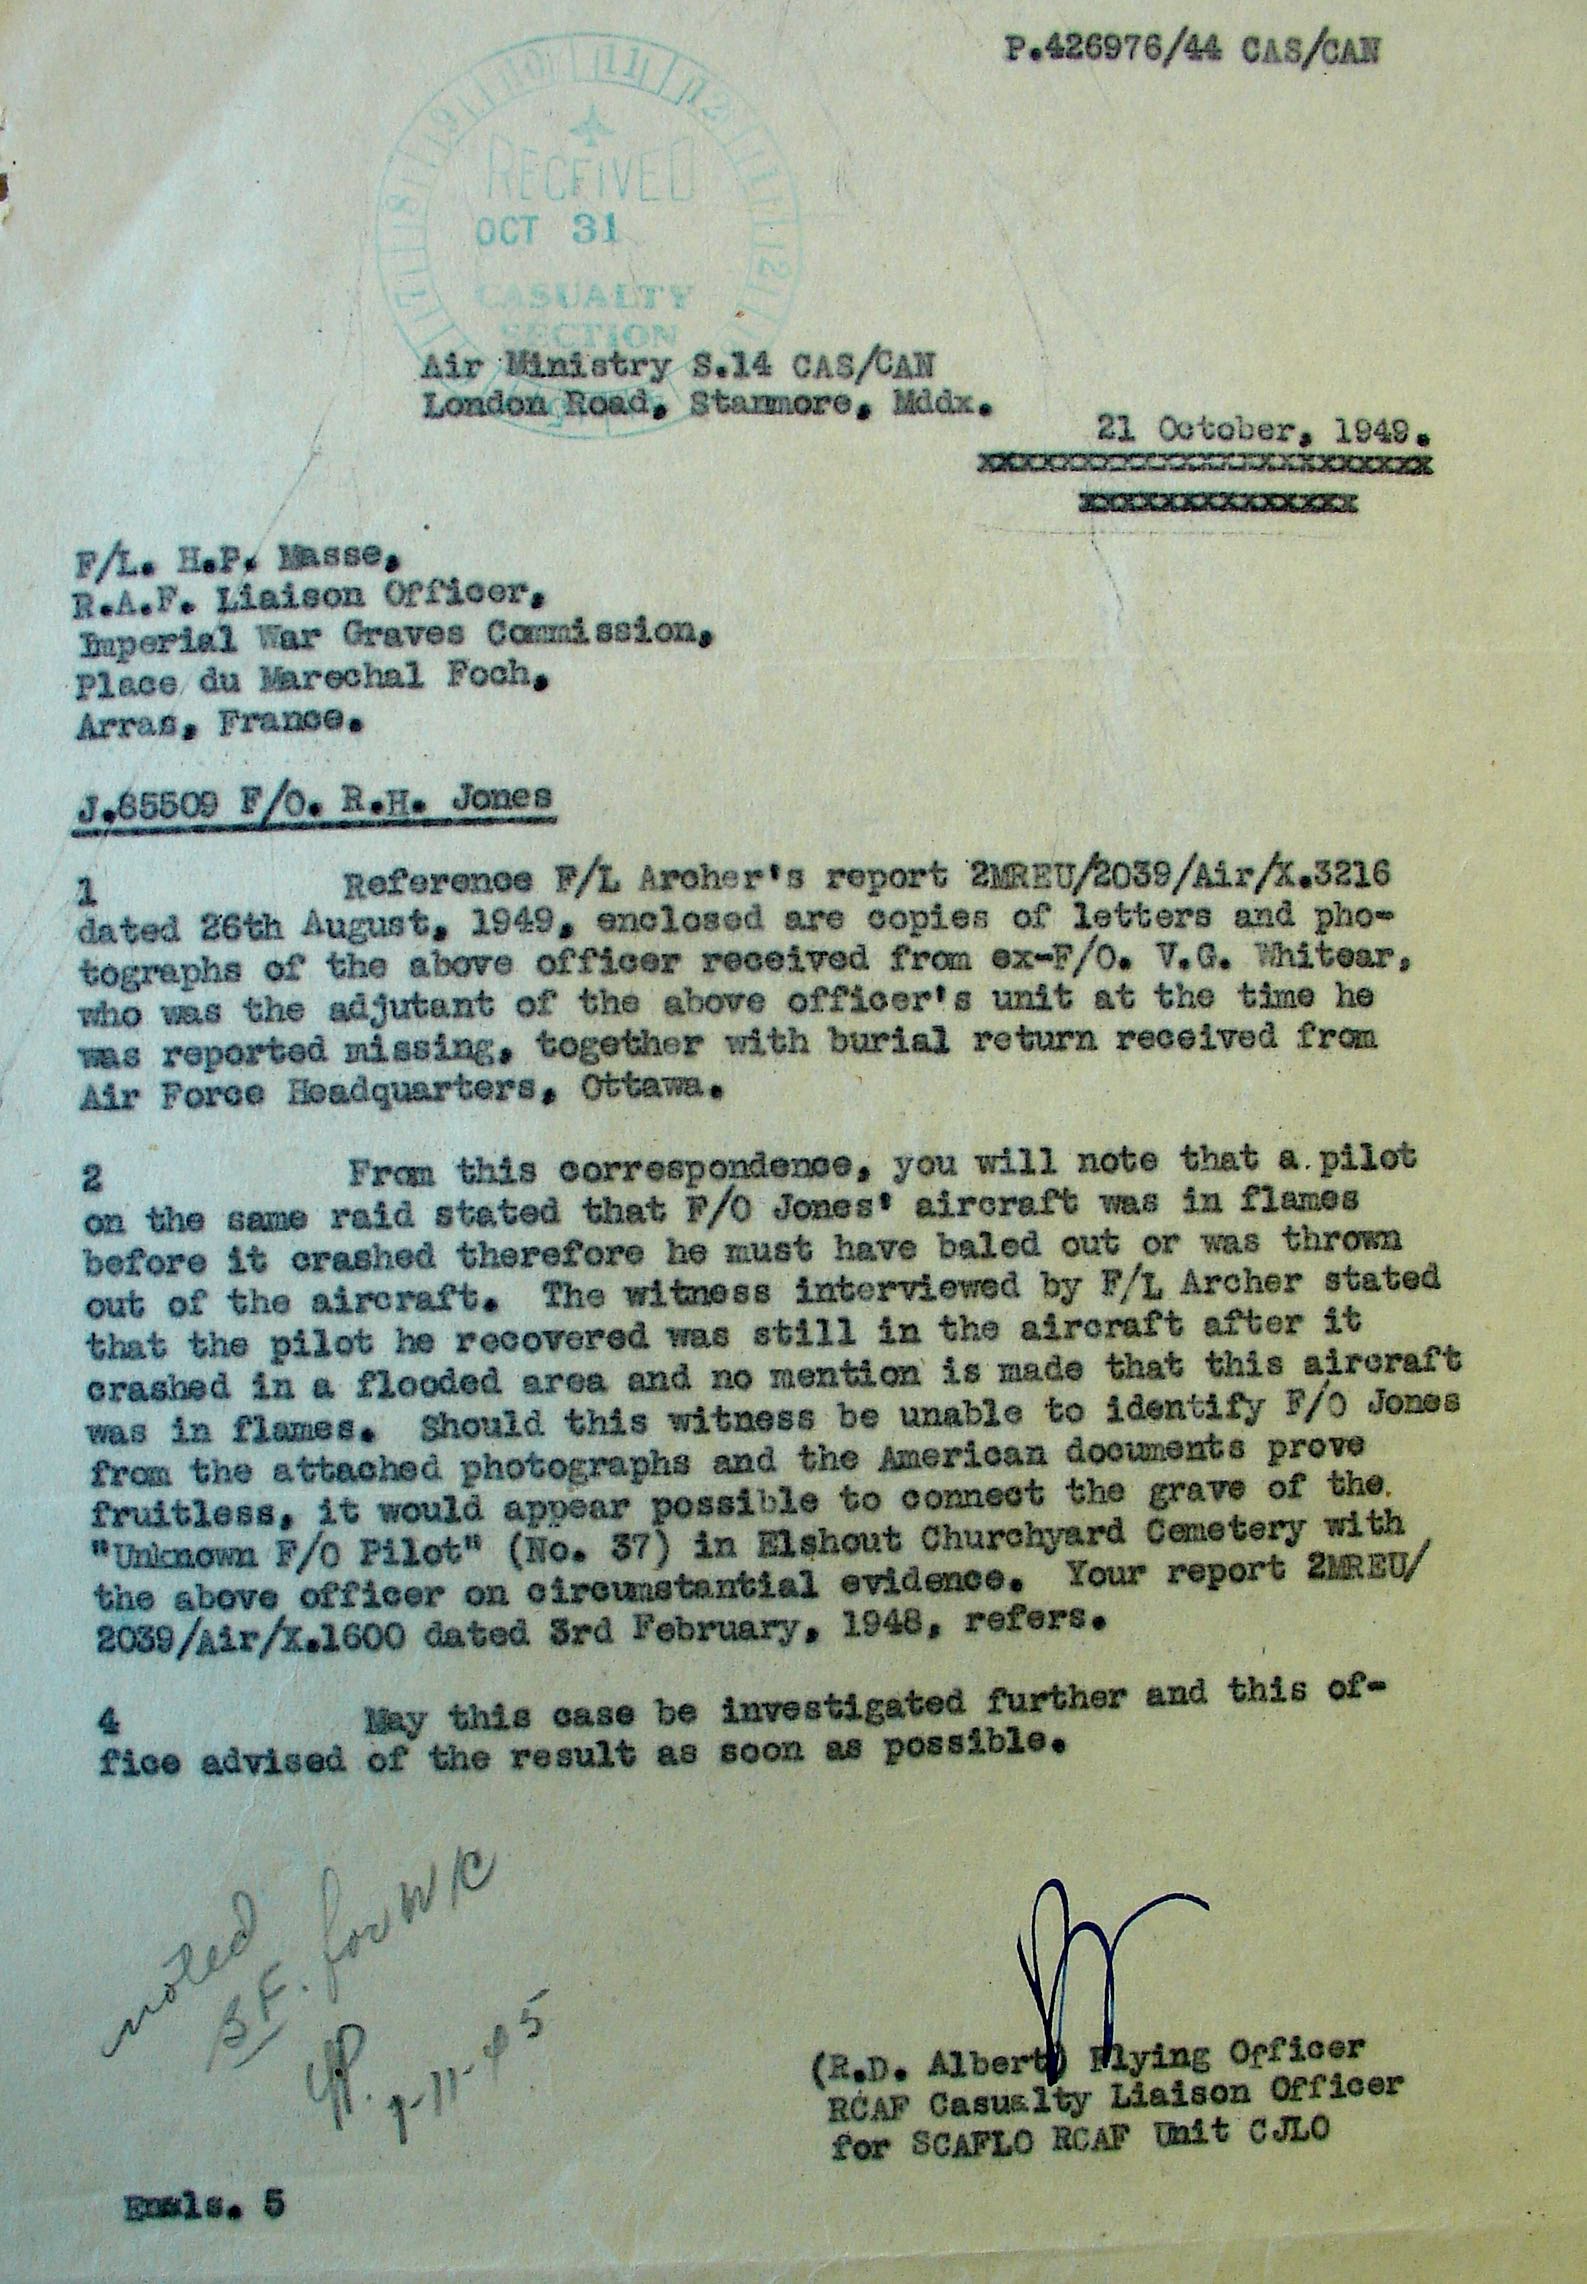 P.426976/44 CAS/CAN
8 9 10 11 12 1 2
RECEIVED
OCT 31
CASUALTY
SECTION
Air Ministry S.14 CAS/CAN
London Road, Stanmore, Mddx.
21 October, 1949.
F/L. H.P. Masse,
R.A.F. Liaison Officer,
Imperial War Graves Commission,
Place du Marechal Foch,
Arras, France.
J.85509 F/O. R.H. Jones
1 Reference F/L Archer's report 2MREU/2039/Air/X.3216
dated 26th August, 1949, enclosed are copies of letters and pho-
tographs of the above officer received from ex-F/O. V.G. Whitear,
who was the adjutant of the above officer's unit at the time he
was reported missing, together with burial return received from
Air Force Headquarters, Ottawa.
2 From this correspondence, you will note that a pilot
on the same raid stated that F/O Jones' aircraft was in flames
before it crashed therefore he must have baled out or was thrown
out of the aircraft. The witness interviewed by F/L Archer stated
that the pilot he recovered was still in the aircraft after it
crashed in a flooded area and no mention is made that this aircraft
was in flames. Should this witness be unable to identify F/O Jones
from the attached photographs and the American documents prove
fruitless, it would appear possible to connect the grave of the
"Unknown F/O Pilot" (No. 37) in Elshout Churchyard Cemetery with
the above officer on circumstantial evidence. Your report 2MREU/
2039/Air/X.1600 dated 3rd February, 1948, refers.
4 May this case be investigated further and this of-
fice advised of the result as soon as possible.
noted
for
(R.D. Albert) Flying Officer
RCAF Casualty Liaison Officer
for SCAFLO RCAF Unit CJLO
Encls. 5